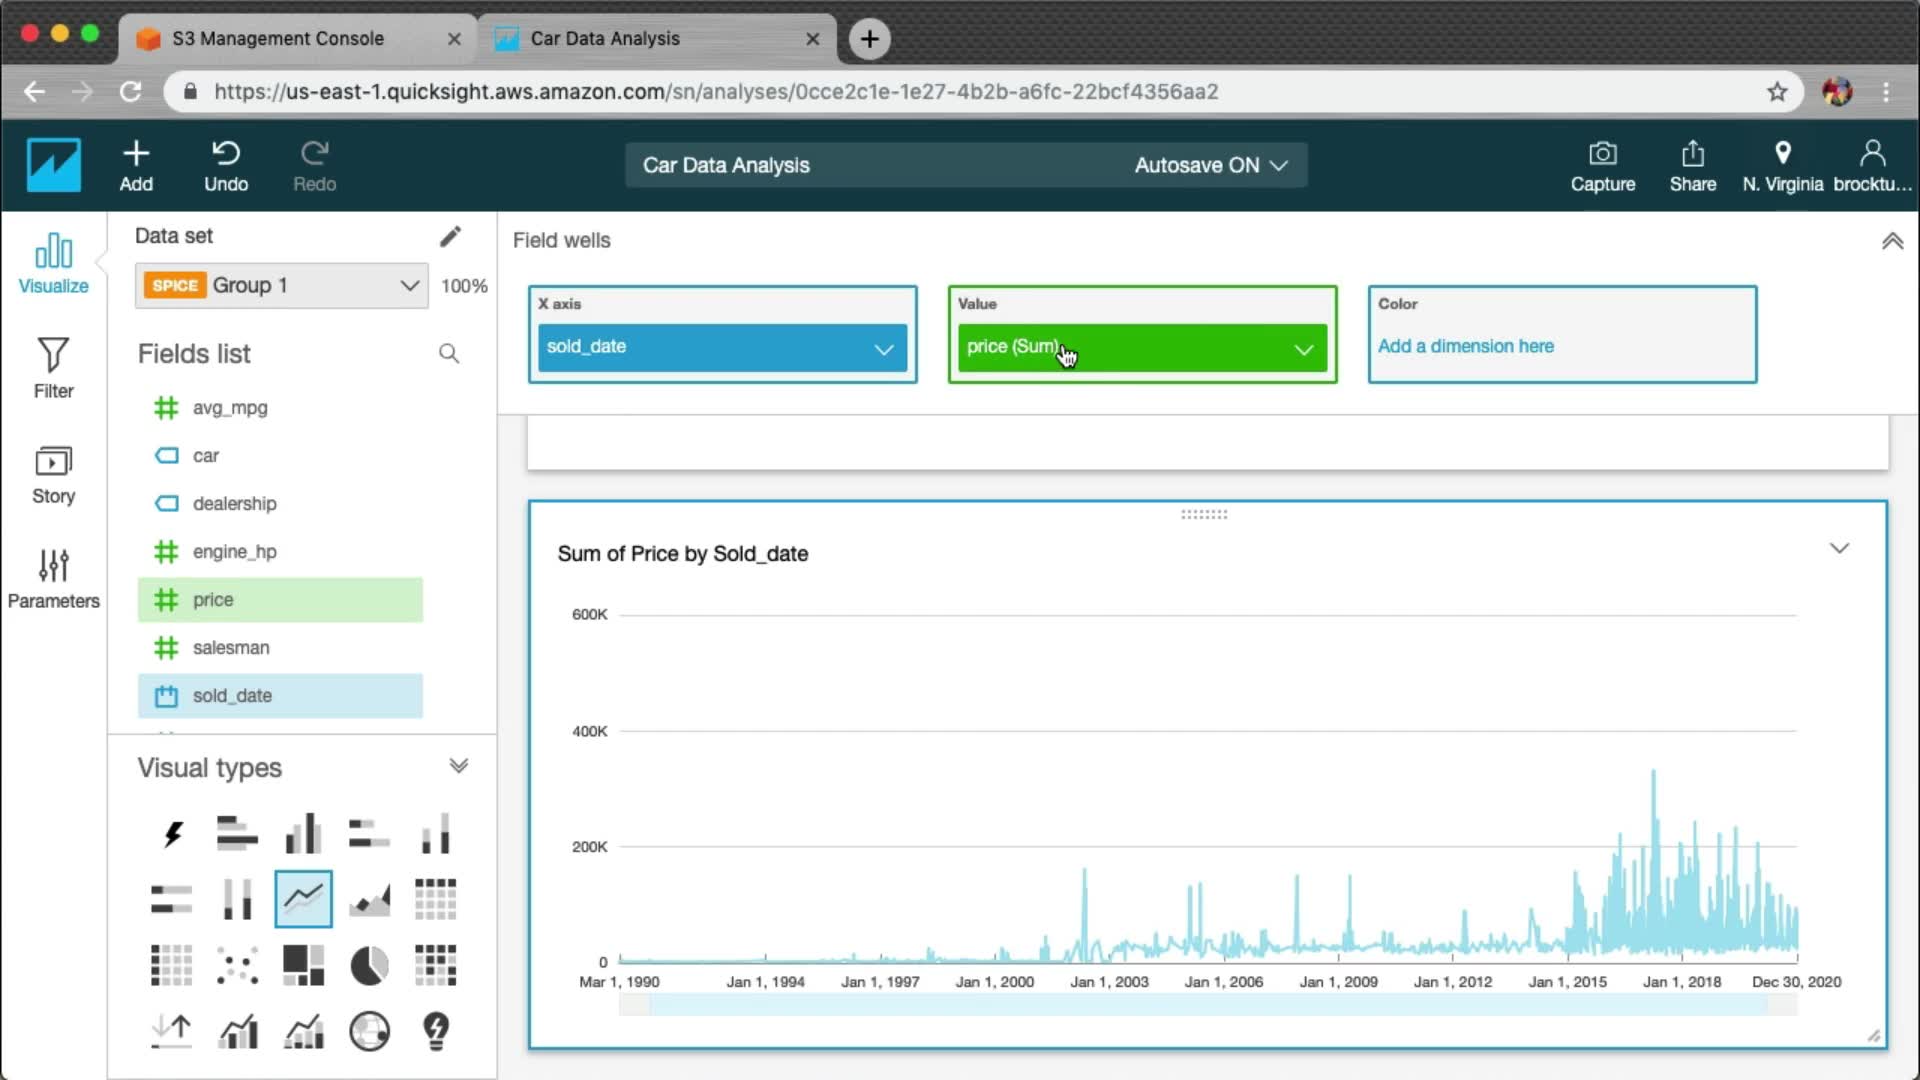 S3 Management Console
Car Data Analysis
https://us-east-1.quicksight.aws.amazon.com/sn/analyses/0cce2c1e-1e27-4b2b-a6fc-22bcf4356aa2
Add
Undo
Redo
Car Data Analysis
Autosave ON
Capture
Share
N. Virginia
brocktu...
Visualize
Filter
Story
Parameters
Data set
SPICE Group 1
100%
Fields list
avg_mpg
car
dealership
engine_hp
price
salesman
sold_date
Visual types
Field wells
X axis
sold_date
Value
price (Sum)
Color
Add a dimension here
Sum of Price by Sold_date
600K
400K
200K
0
Mar 1, 1990
Jan 1, 1994
Jan 1, 1997
Jan 1, 2000
Jan 1, 2003
Jan 1, 2006
Jan 1, 2009
Jan 1, 2012
Jan 1, 2015
Jan 1, 2018
Dec 30, 2020